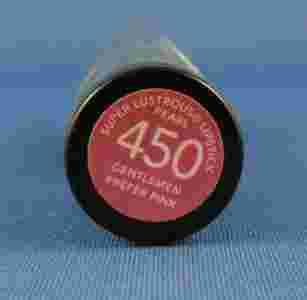 SUPER LUSTROUS LIPSTICK
PEARL
450
GENTLEMEN
PREFER PINK